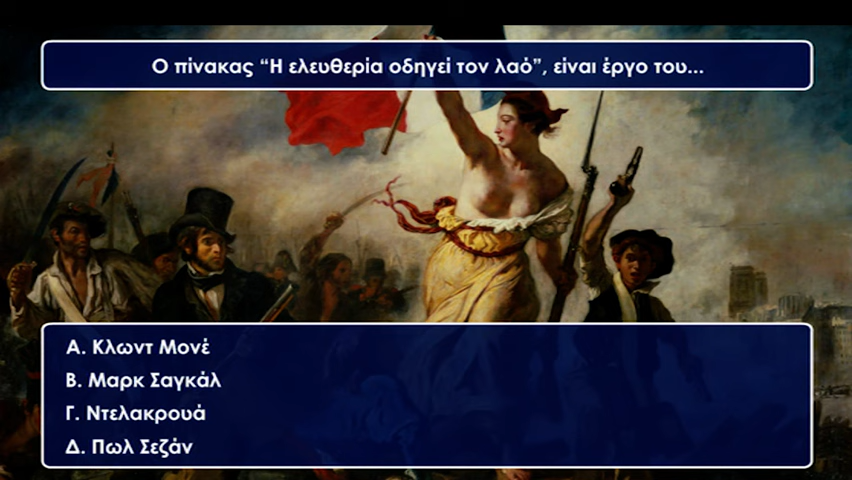 Ο πίνακας “Η ελευθερία οδηγεί τον λαό”, είναι έργο του...
Α. Κλωντ Μονέ
Β. Μαρκ Σαγκάλ
Γ. Ντελακρουά
Δ. Πωλ Σεζάν